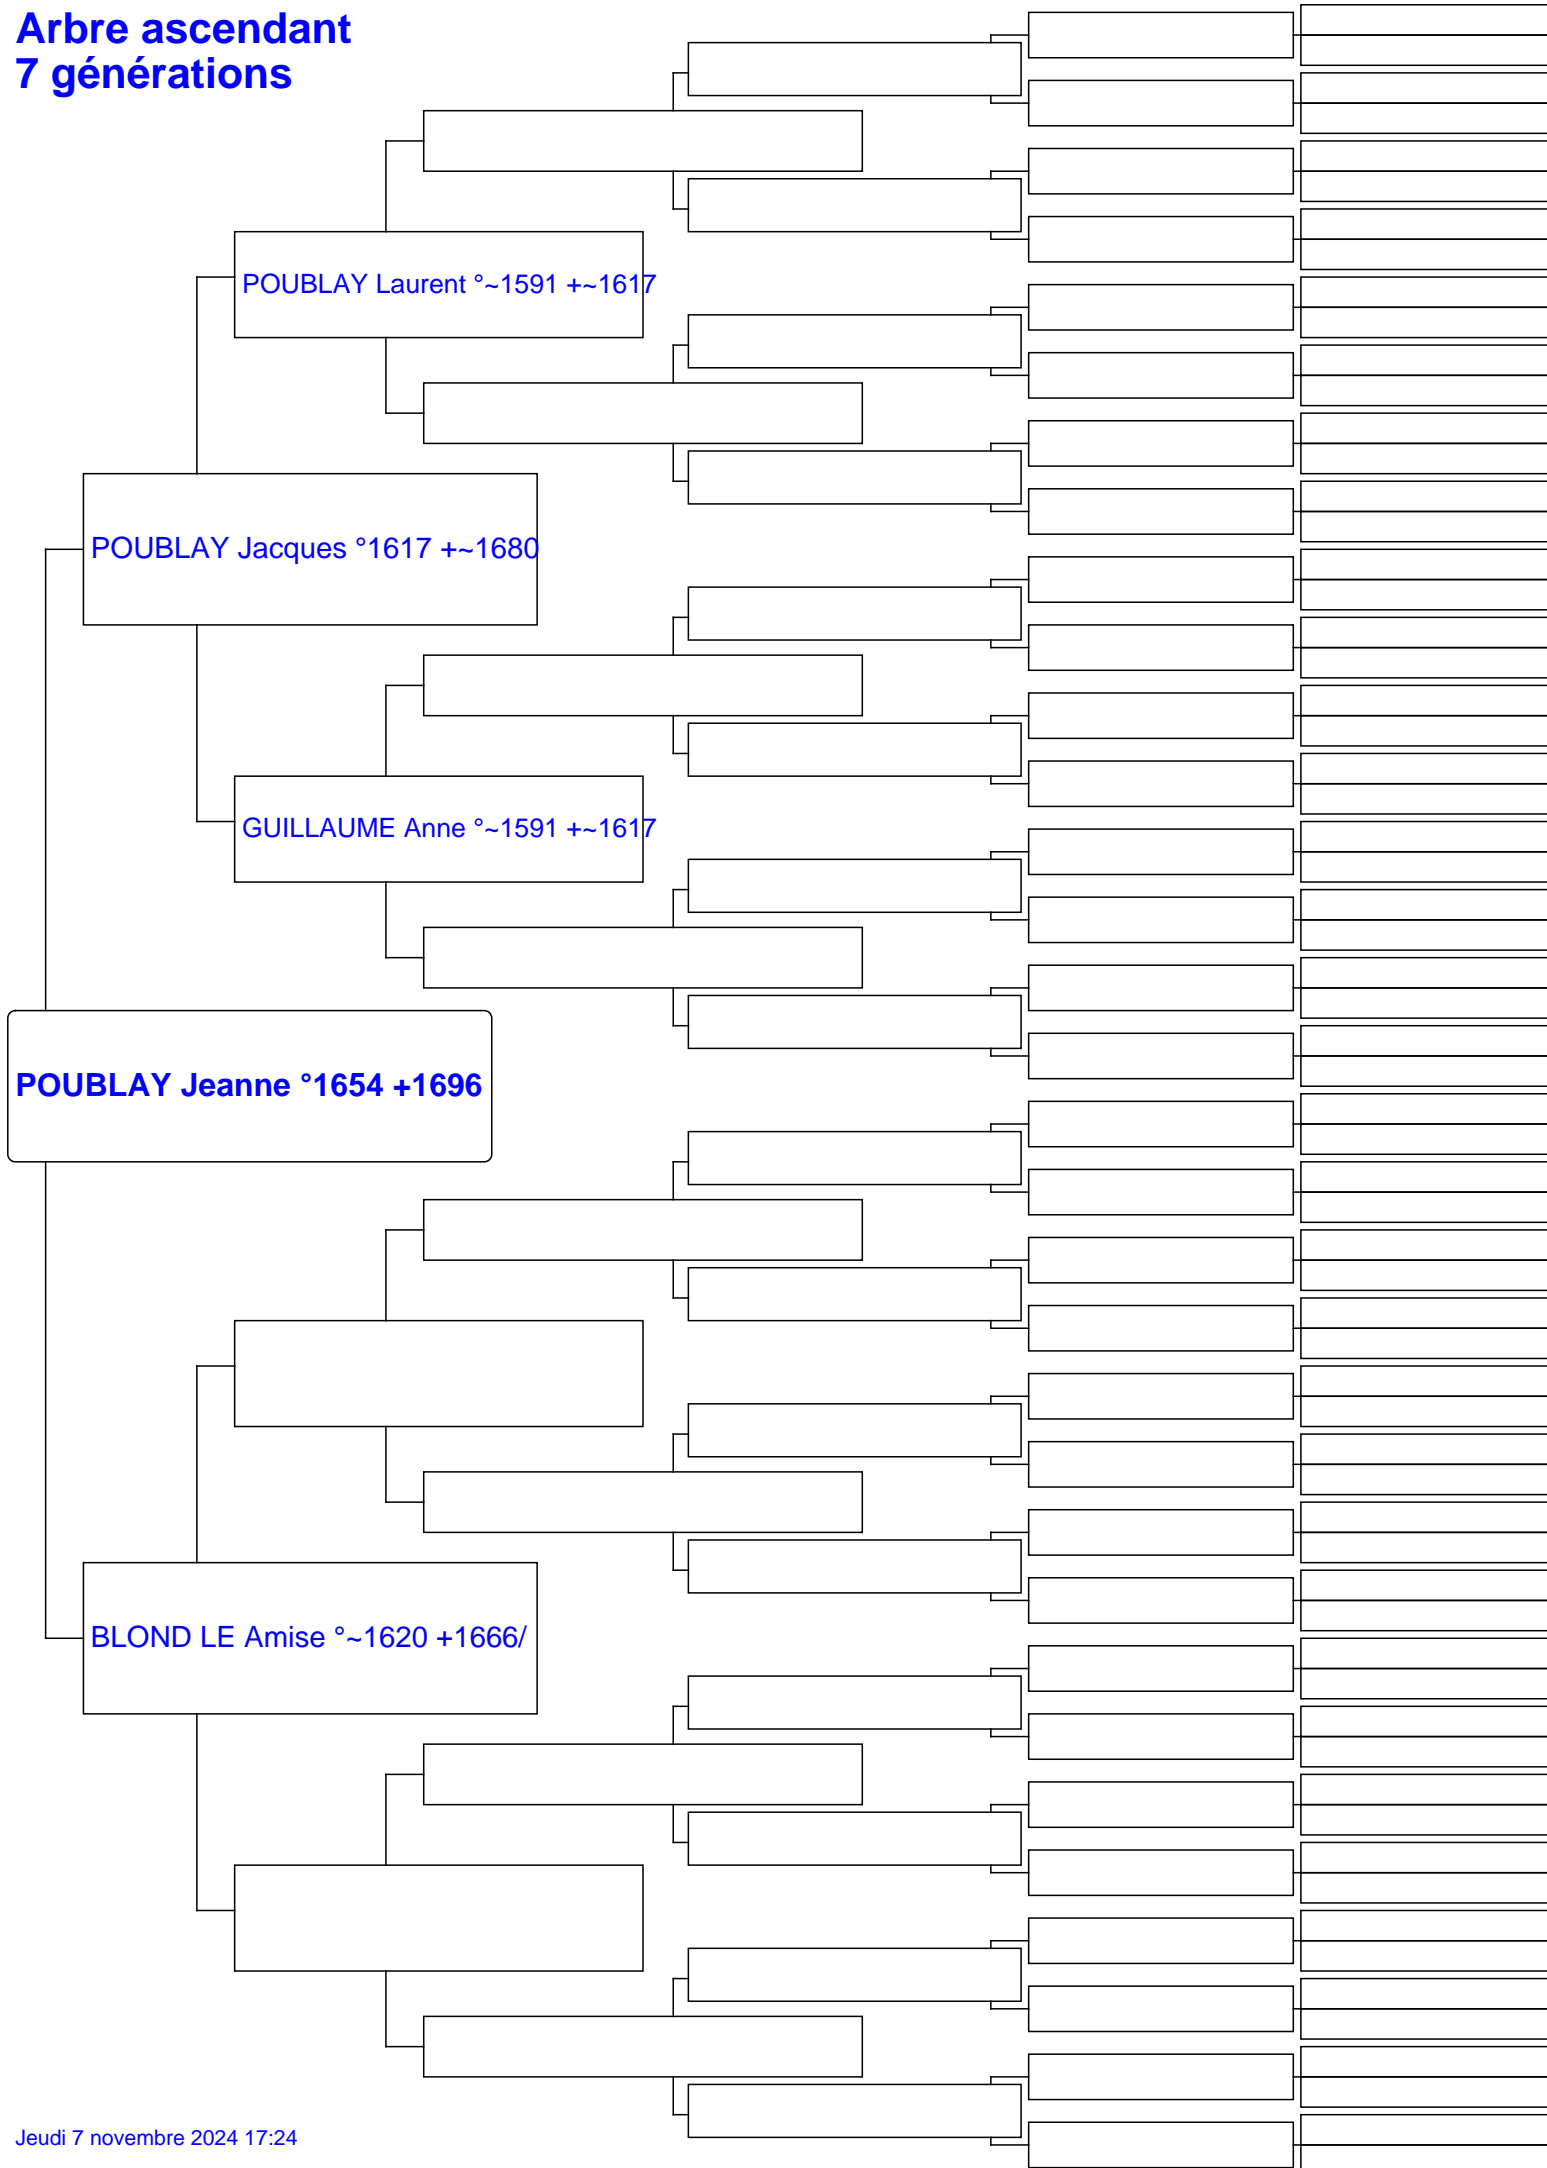 Arbre ascendant
7 générations
POUBLAY Laurent °~1591 +~1617
POUBLAY Jacques °1617 +~1680
GUILLAUME Anne °~1591 +~1617
POUBLAY Jeanne °1654 +1696
BLOND LE Amise °~1620 +1666/
Jeudi 7 novembre 2024 17:24